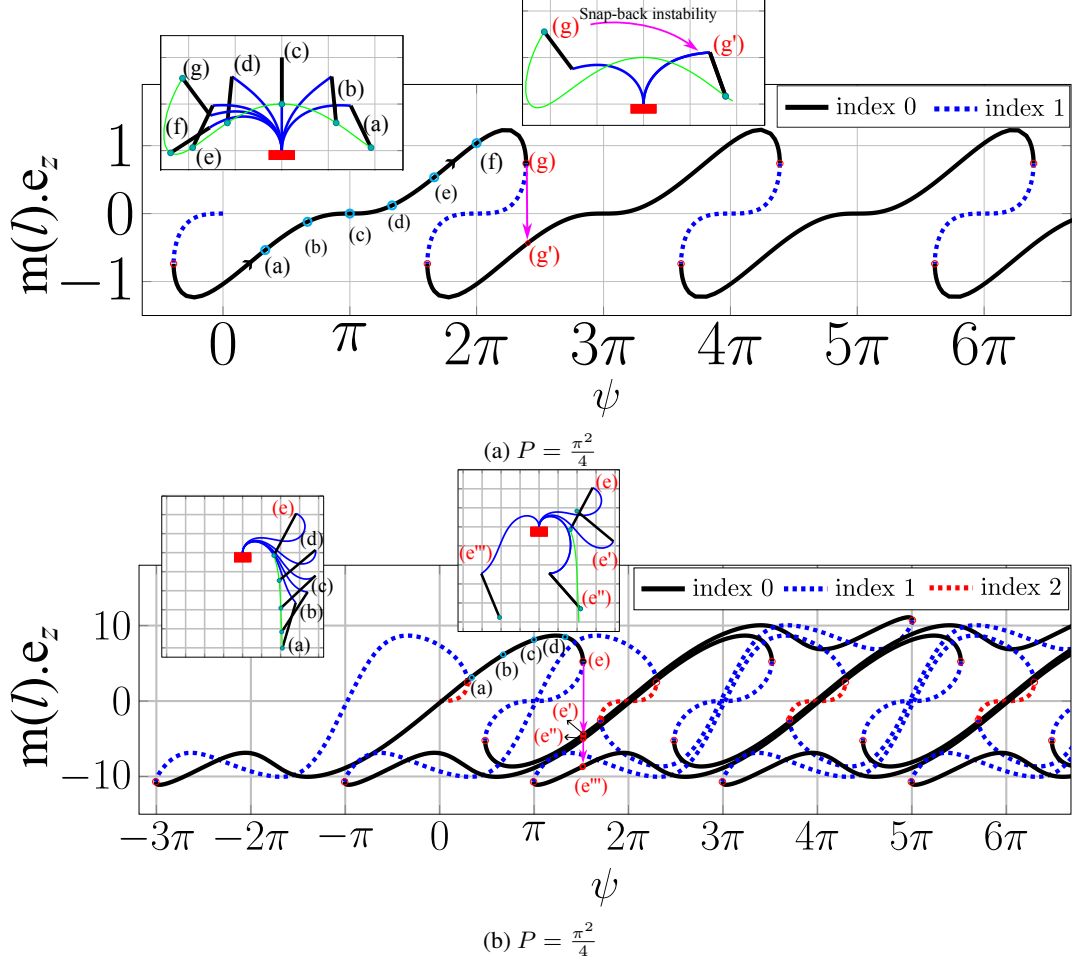 Snap-back instability
(g)
(g')
(c)
(g)
(d)
(b)
(f)
(a)
(e)
index 0
index 1
m(l).e_z
1
0
−1
(a)
(b)
(c)
(d)
(e)
(f)
(g)
(g')
0
π
2π
3π
4π
5π
6π
ψ
(a) P = π²/4
(e)
(d)
(c)
(b)
(a)
(e)
(e''')
(e')
(e'')
index 0
index 1
index 2
m(l).e_z
10
0
−10
(a)
(b)
(c)
(d)
(e)
(e')
(e'')
(e''')
−3π
−2π
−π
0
π
2π
3π
4π
5π
6π
ψ
(b) P = π²/4